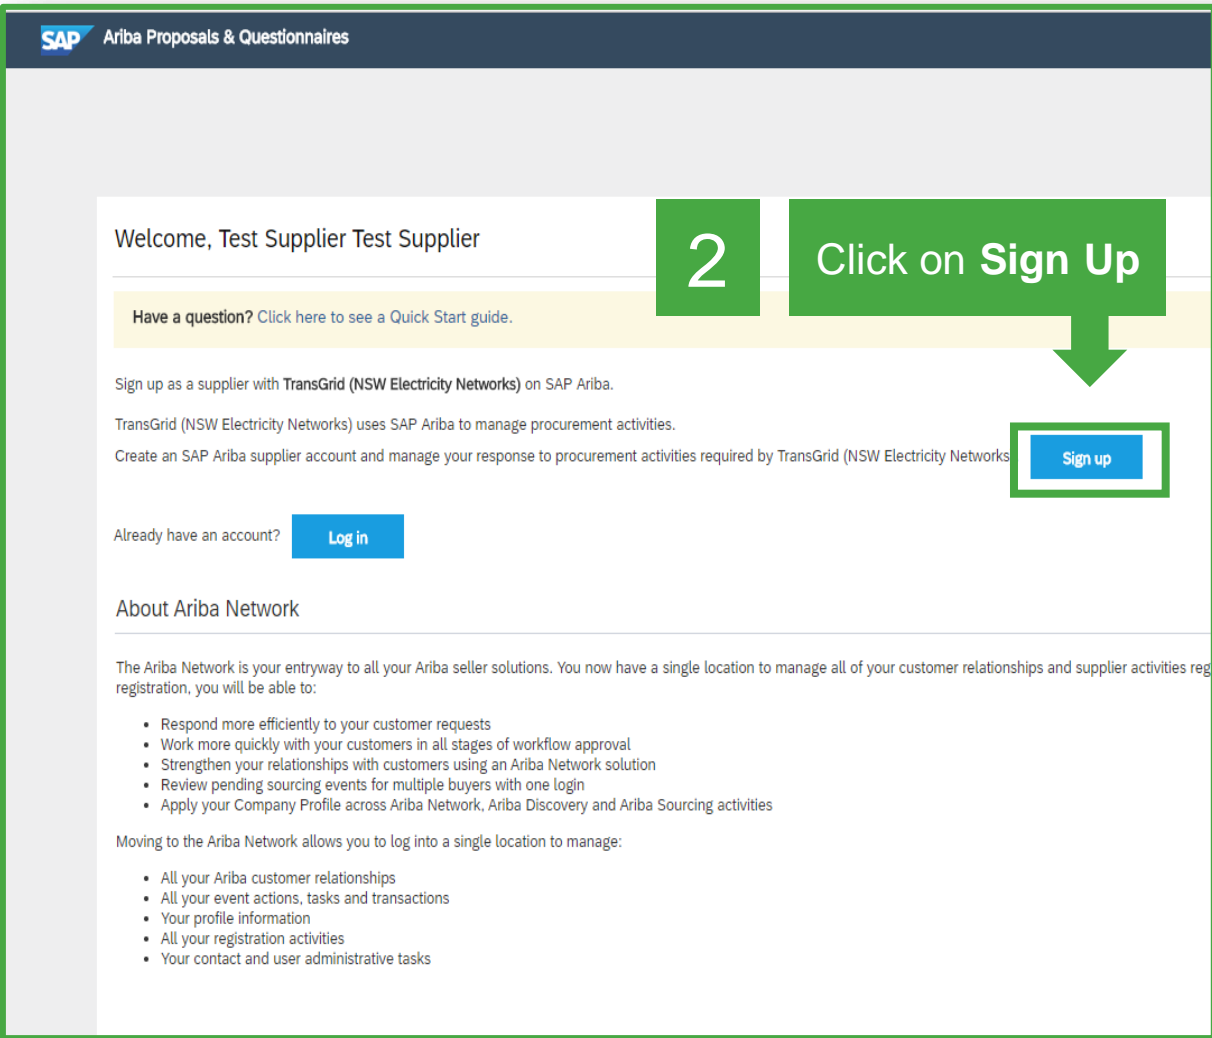 SAP Ariba Proposals & Questionnaires
Welcome, Test Supplier Test Supplier
2
Click on Sign Up
Have a question? Click here to see a Quick Start guide.
Sign up as a supplier with TransGrid (NSW Electricity Networks) on SAP Ariba.
TransGrid (NSW Electricity Networks) uses SAP Ariba to manage procurement activities.
Create an SAP Ariba supplier account and manage your response to procurement activities required by TransGrid (NSW Electricity Networks
Sign up
Already have an account? Log in
About Ariba Network
The Ariba Network is your entryway to all your Ariba seller solutions. You now have a single location to manage all of your customer relationships and supplier activities reg
registration, you will be able to:
• Respond more efficiently to your customer requests
• Work more quickly with your customers in all stages of workflow approval
• Strengthen your relationships with customers using an Ariba Network solution
• Review pending sourcing events for multiple buyers with one login
• Apply your Company Profile across Ariba Network, Ariba Discovery and Ariba Sourcing activities
Moving to the Ariba Network allows you to log into a single location to manage:
• All your Ariba customer relationships
• All your event actions, tasks and transactions
• Your profile information
• All your registration activities
• Your contact and user administrative tasks